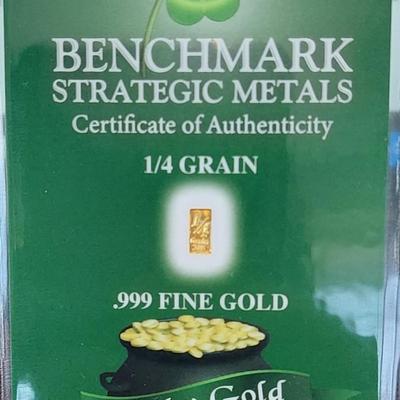 BENCHMARK
STRATEGIC METALS
Certificate of Authenticity
1/4 GRAIN
.999 FINE GOLD
Gold